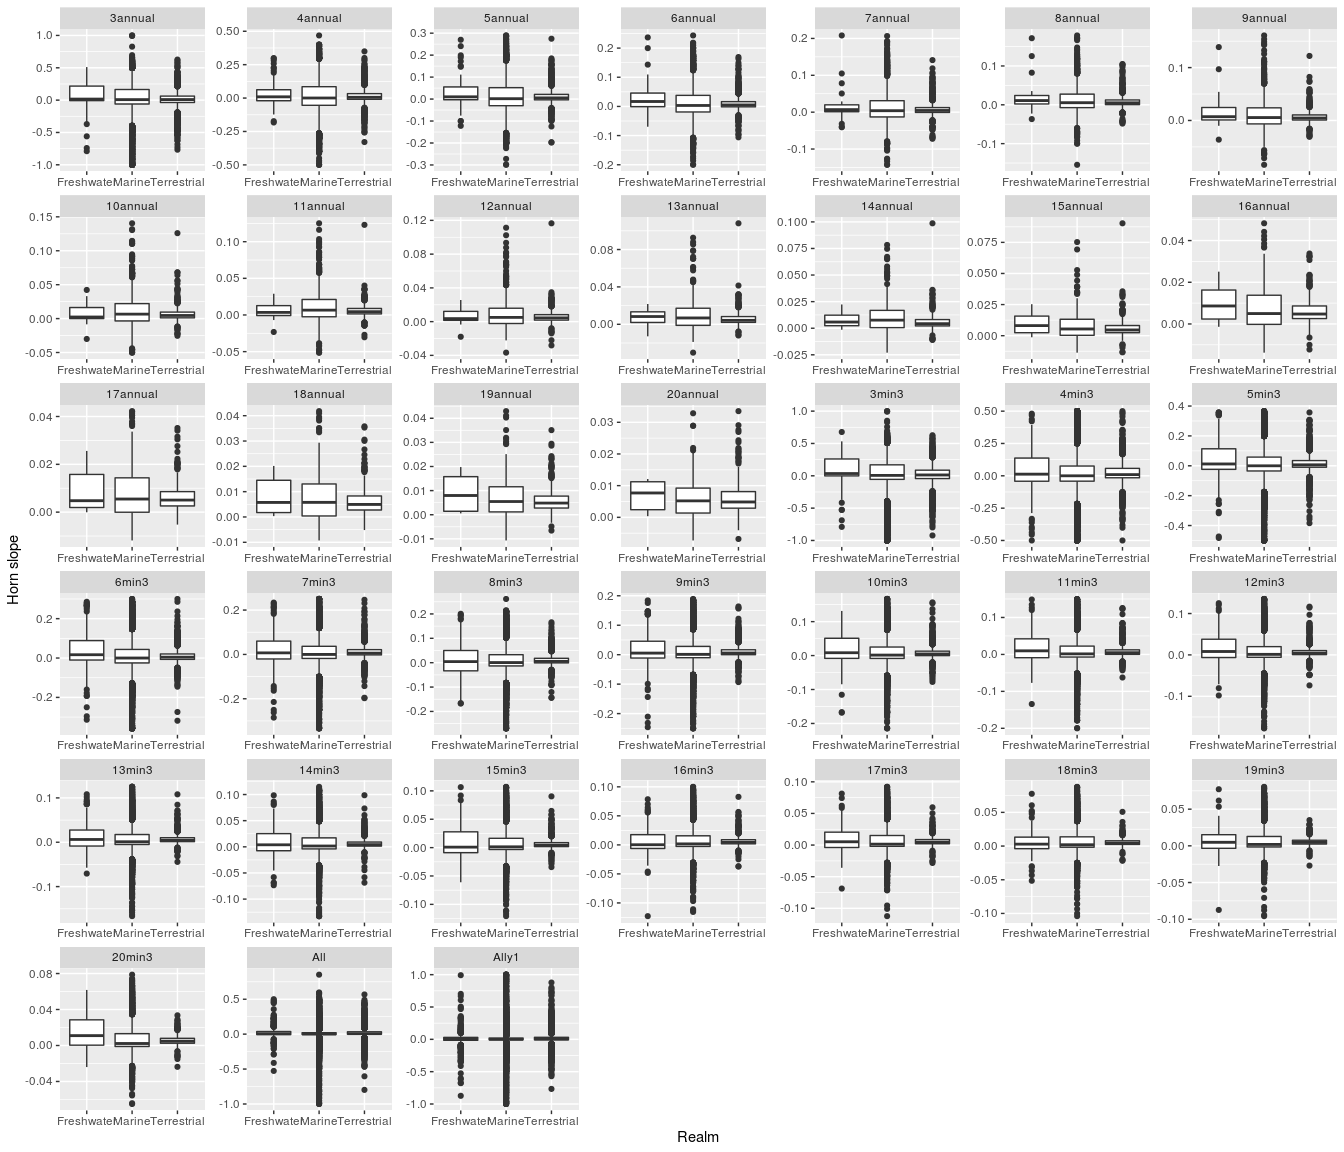 3annual 4annual 5annual 6annual 7annual 8annual 9annual
1.0 0.5 0.0 -0.5 -1.0
0.50 0.25 0.00 -0.25 -0.50
0.3 0.2 0.1 0.0 -0.1 -0.2 -0.3
0.2 0.1 0.0 -0.1 -0.2
0.2 0.1 0.0 -0.1
0.1 0.0 -0.1
0.1 0.0
FreshwateMarineTerrestrial FreshwateMarineTerrestrial FreshwateMarineTerrestrial FreshwateMarineTerrestrial FreshwateMarineTerrestrial FreshwateMarineTerrestrial FreshwateMarineTerrestrial
10annual 11annual 12annual 13annual 14annual 15annual 16annual
0.15 0.10 0.05 0.00 -0.05
0.10 0.05 0.00 -0.05
0.12 0.08 0.04 0.00 -0.04
0.08 0.04 0.00
0.100 0.075 0.050 0.025 0.000 -0.025
0.075 0.050 0.025 0.000
0.04 0.02 0.00
FreshwateMarineTerrestrial FreshwateMarineTerrestrial FreshwateMarineTerrestrial FreshwateMarineTerrestrial FreshwateMarineTerrestrial FreshwateMarineTerrestrial FreshwateMarineTerrestrial
17annual 18annual 19annual 20annual 3min3 4min3 5min3
0.04 0.02 0.00
0.04 0.03 0.02 0.01 0.00 -0.01
0.04 0.03 0.02 0.01 0.00 -0.01
0.03 0.02 0.01 0.00
1.0 0.5 0.0 -0.5 -1.0
0.50 0.25 0.00 -0.25 -0.50
0.4 0.2 0.0 -0.2 -0.4
FreshwateMarineTerrestrial FreshwateMarineTerrestrial FreshwateMarineTerrestrial FreshwateMarineTerrestrial FreshwateMarineTerrestrial FreshwateMarineTerrestrial FreshwateMarineTerrestrial
Horn slope
6min3 7min3 8min3 9min3 10min3 11min3 12min3
0.2 0.0 -0.2
0.2 0.0 -0.2
0.2 0.1 0.0 -0.1 -0.2
0.2 0.1 0.0 -0.1 -0.2
0.1 0.0 -0.1 -0.2
0.1 0.0 -0.1 -0.2
0.1 0.0 -0.1
FreshwateMarineTerrestrial FreshwateMarineTerrestrial FreshwateMarineTerrestrial FreshwateMarineTerrestrial FreshwateMarineTerrestrial FreshwateMarineTerrestrial FreshwateMarineTerrestrial
13min3 14min3 15min3 16min3 17min3 18min3 19min3
0.1 0.0 -0.1
0.10 0.05 0.00 -0.05 -0.10
0.10 0.05 0.00 -0.05 -0.10
0.10 0.05 0.00 -0.05 -0.10
0.10 0.05 0.00 -0.05 -0.10
0.05 0.00 -0.05 -0.10
0.05 0.00 -0.05 -0.10
FreshwateMarineTerrestrial FreshwateMarineTerrestrial FreshwateMarineTerrestrial FreshwateMarineTerrestrial FreshwateMarineTerrestrial FreshwateMarineTerrestrial FreshwateMarineTerrestrial
20min3 All Ally1
0.08 0.04 0.00 -0.04
0.5 0.0 -0.5 -1.0
1.0 0.5 0.0 -0.5 -1.0
FreshwateMarineTerrestrial FreshwateMarineTerrestrial FreshwateMarineTerrestrial
Realm